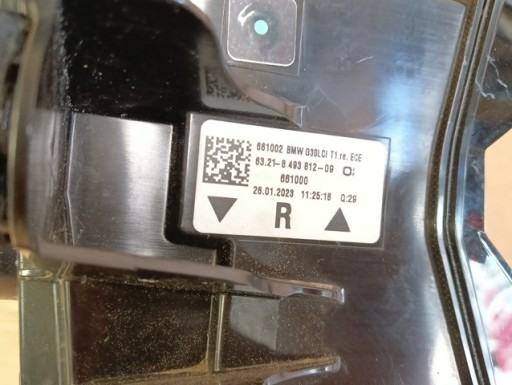 661002 BMW G30LCI T1 re. ECE
63.21-8 493 812-09 O:
661000
26.01.2023 11:25:18 Q:29
▼ R ▲